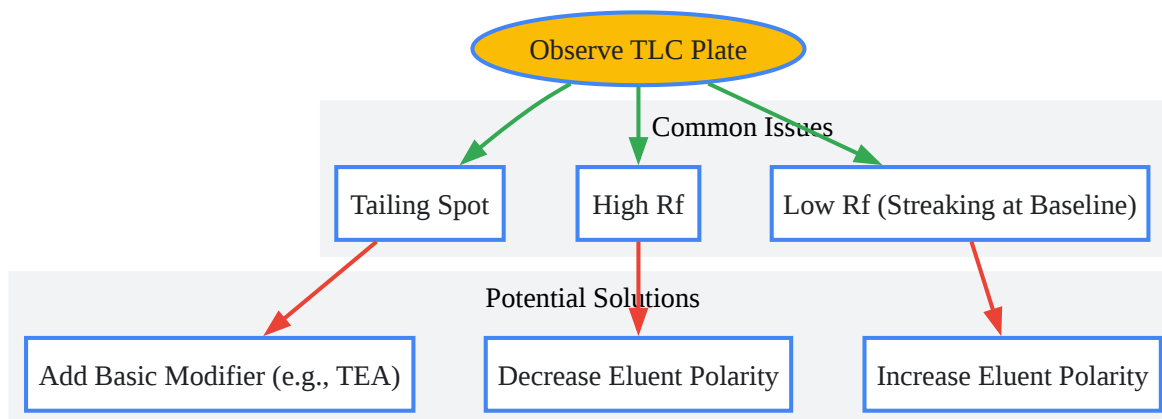 Observe TLC Plate
Common Issues
Tailing Spot
High Rf
Low Rf (Streaking at Baseline)
Potential Solutions
Add Basic Modifier (e.g., TEA)
Decrease Eluent Polarity
Increase Eluent Polarity